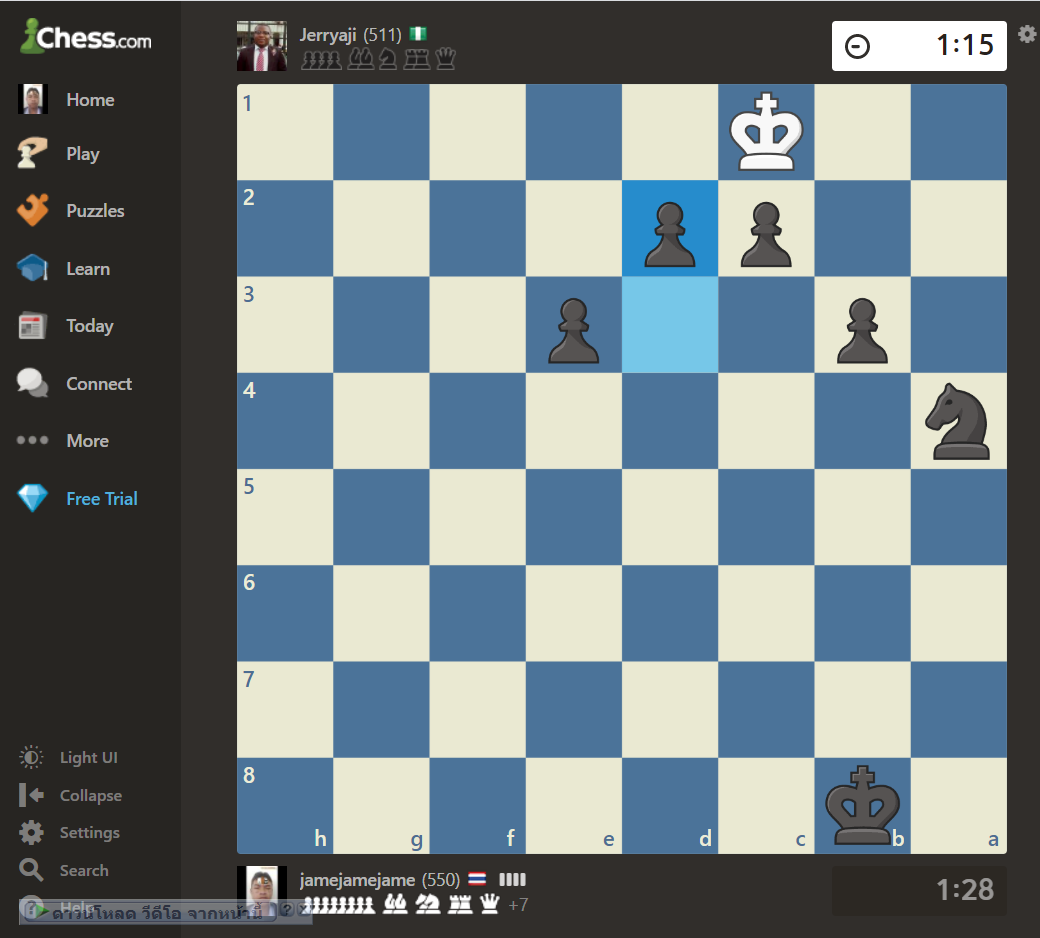 Chess.com
Home
Play
Puzzles
Learn
Today
Connect
More
Free Trial
Light UI
Collapse
Settings
Search
Help
ดาวน์โหลด วีดีโอ จากหน้านี้ ? X
Jerryaji (511)
1:15
1
2
3
4
5
6
7
8
h g f e d c b a
jamejamejame (550)
+7
1:28